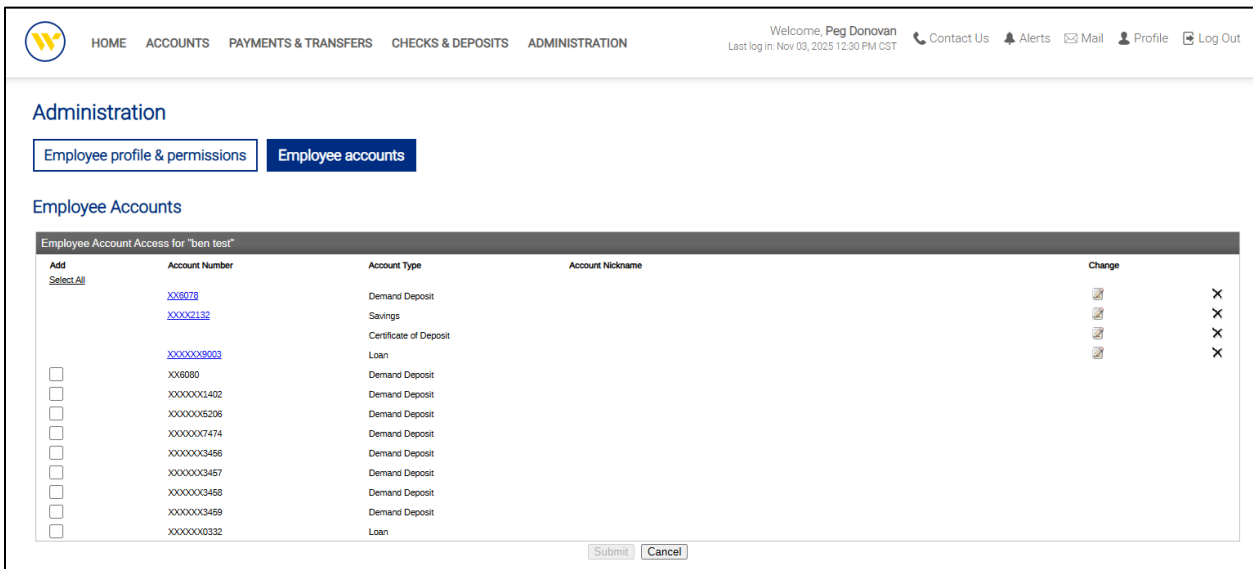 W HOME ACCOUNTS PAYMENTS & TRANSFERS CHECKS & DEPOSITS ADMINISTRATION Welcome, Peg Donovan Contact Us Alerts Mail Profile Log Out
Last log in: Nov 03, 2025 12:30 PM CST
Administration
Employee profile & permissions Employee accounts
Employee Accounts
Employee Account Access for "ben test"
Add Account Number Account Type Account Nickname Change
Select All
XX6078 Demand Deposit
XXXX2132 Savings
Certificate of Deposit
XXXXXX9003 Loan
XX6080 Demand Deposit
XXXXXX1402 Demand Deposit
XXXXXX5206 Demand Deposit
XXXXXX7474 Demand Deposit
XXXXXX3456 Demand Deposit
XXXXXX3457 Demand Deposit
XXXXXX3458 Demand Deposit
XXXXXX3459 Demand Deposit
XXXXXX0332 Loan
Submit Cancel